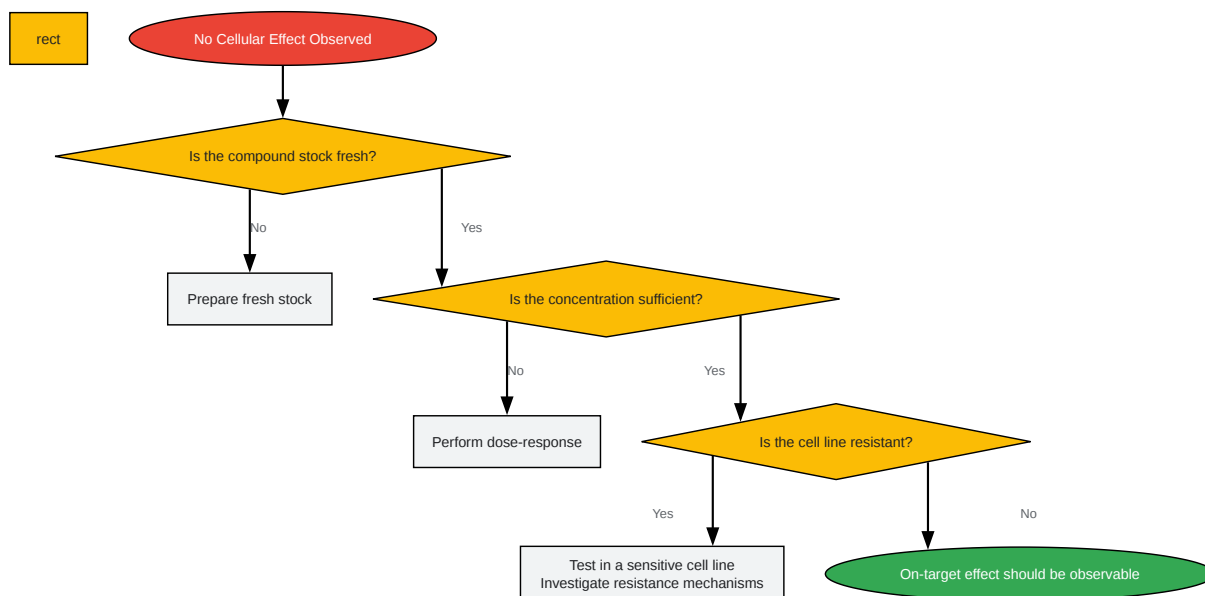 rect
No Cellular Effect Observed
Is the compound stock fresh?
No
Yes
Prepare fresh stock
Is the concentration sufficient?
No
Yes
Perform dose-response
Is the cell line resistant?
Yes
No
Test in a sensitive cell line
Investigate resistance mechanisms
On-target effect should be observable